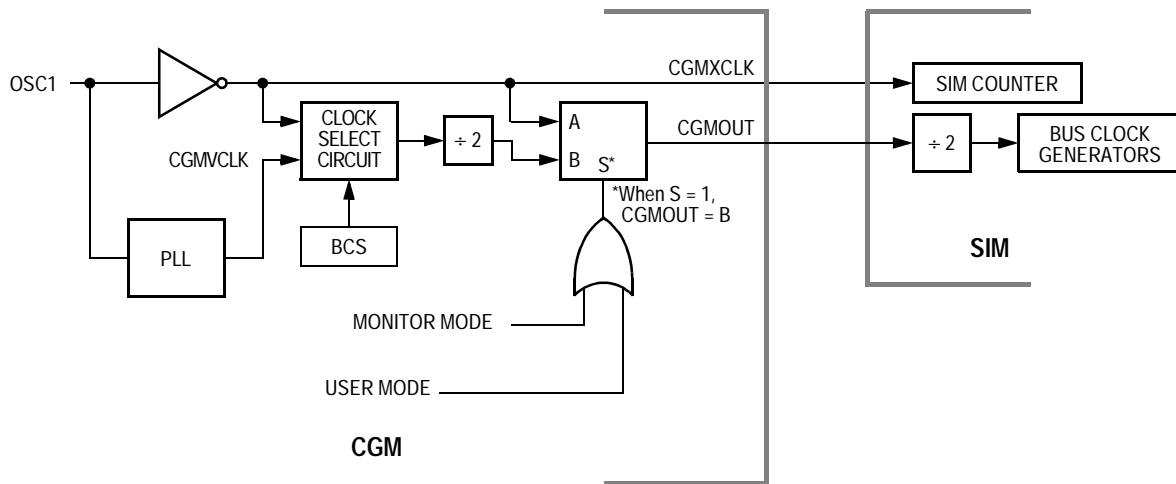 OSC1
CGMXCLK
SIM COUNTER
CLOCK
SELECT
CIRCUIT
÷ 2
A
B
S*
CGMOUT
÷ 2
BUS CLOCK
GENERATORS
CGMVCLK
*When S = 1,
CGMOUT = B
BCS
PLL
SIM
MONITOR MODE
USER MODE
CGM